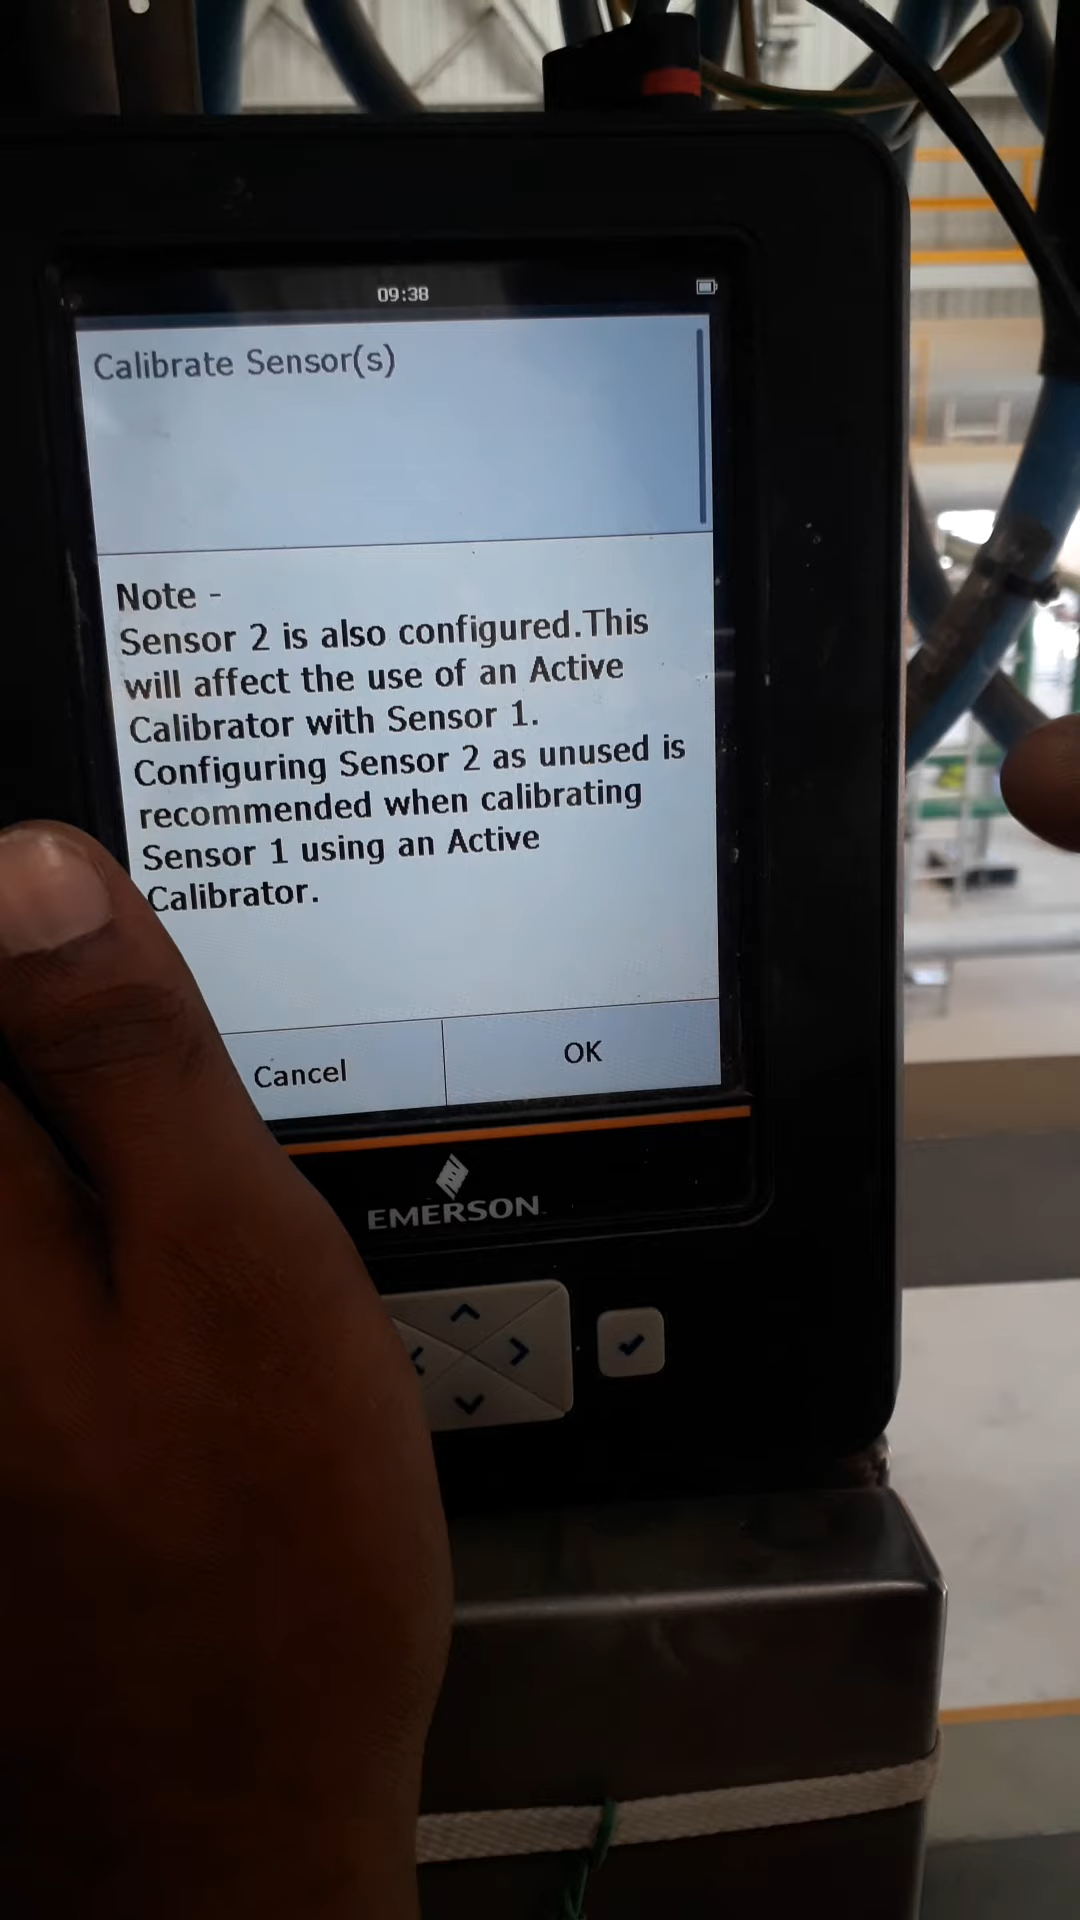 09:38
Calibrate Sensor(s)
Note -
Sensor 2 is also configured.This
will affect the use of an Active
Calibrator with Sensor 1.
Configuring Sensor 2 as unused is
recommended when calibrating
Sensor 1 using an Active
Calibrator.
Cancel
OK
EMERSON